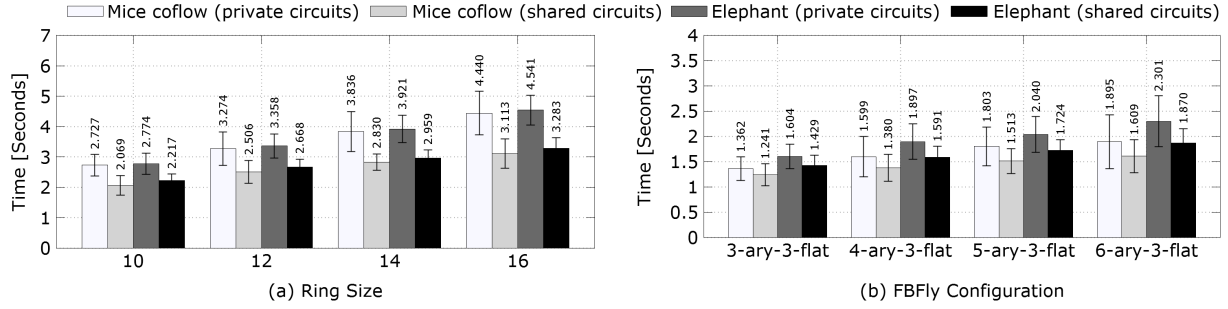 Mice coflow (private circuits) Mice coflow (shared circuits) Elephant (private circuits) Elephant (shared circuits)
Time [Seconds]
7
6
5
4
3
2
1
0
2.727 2.069 2.774 2.217
3.274 2.506 3.358 2.668
3.836 2.830 3.921 2.959
4.440 3.113 4.541 3.283
10 12 14 16
(a) Ring Size
Time [Seconds]
4
3.5
3
2.5
2
1.5
1
0.5
0
1.362 1.241 1.604 1.429
1.599 1.380 1.897 1.591
1.803 1.513 2.040 1.724
1.895 1.609 2.301 1.870
3-ary-3-flat 4-ary-3-flat 5-ary-3-flat 6-ary-3-flat
(b) FBFly Configuration